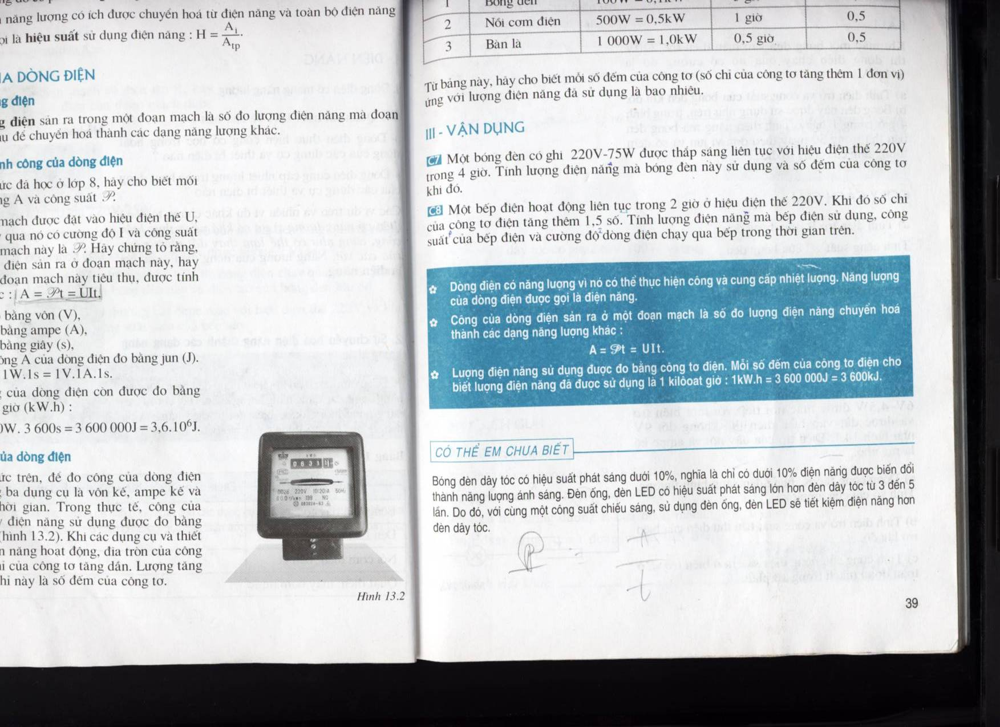 năng lượng có ích được chuyển hoá từ điện năng và toàn bộ điện năng
là hiệu suất sử dụng điện năng : H = A_i / A_tp.
DÒNG ĐIỆN
điện
điện sản ra trong một đoạn mạch là số đo lượng điện năng mà đoạn
để chuyển hoá thành các dạng năng lượng khác.
công của dòng điện
đã học ở lớp 8, hãy cho biết mối
A và công suất 𝒫.
mạch được đặt vào hiệu điện thế U,
qua nó có cường độ I và công suất
mạch này là 𝒫. Hãy chứng tỏ rằng,
điện sản ra ở đoạn mạch này, hay
đoạn mạch này tiêu thụ, được tính
: A = 𝒫t = UIt,
bằng vôn (V),
bằng ampe (A),
bằng giây (s),
A của dòng điện đo bằng jun (J).
1W.1s = 1V.1A.1s.
của dòng điện còn được đo bằng
giờ (kW.h) :
W. 3 600s = 3 600 000J = 3,6.10⁶J.
dòng điện
trên, để đo công của dòng điện
ba dụng cụ là vôn kế, ampe kế và
thời gian. Trong thực tế, công của
điện năng sử dụng được đo bằng
(hình 13.2). Khi các dụng cụ và thiết
năng hoạt động, đĩa tròn của công
của công tơ tăng dần. Lượng tăng
này là số đếm của công tơ.
0 6 3 1
220V 10(20)A 50Hz
Hình 13.2
1 Bóng đèn
2 Nồi cơm điện 500W = 0,5kW 1 giờ 0,5
3 Bàn là 1 000W = 1,0kW 0,5 giờ 0,5
Từ bảng này, hãy cho biết mỗi số đếm của công tơ (số chỉ của công tơ tăng thêm 1 đơn vị)
ứng với lượng điện năng đã sử dụng là bao nhiêu.
III - VẬN DỤNG
C7 Một bóng đèn có ghi 220V-75W được thắp sáng liên tục với hiệu điện thế 220V
trong 4 giờ. Tính lượng điện năng mà bóng đèn này sử dụng và số đếm của công tơ
khi đó.
C8 Một bếp điện hoạt động liên tục trong 2 giờ ở hiệu điện thế 220V. Khi đó số chỉ
của công tơ điện tăng thêm 1,5 số. Tính lượng điện năng mà bếp điện sử dụng, công
suất của bếp điện và cường độ dòng điện chạy qua bếp trong thời gian trên.
Dòng điện có năng lượng vì nó có thể thực hiện công và cung cấp nhiệt lượng. Năng lượng
của dòng điện được gọi là điện năng.
Công của dòng điện sản ra ở một đoạn mạch là số đo lượng điện năng chuyển hoá
thành các dạng năng lượng khác :
A = 𝒫t = UIt.
Lượng điện năng sử dụng được đo bằng công tơ điện. Mỗi số đếm của công tơ điện cho
biết lượng điện năng đã được sử dụng là 1 kilôoat giờ : 1kW.h = 3 600 000J = 3 600kJ.
CÓ THỂ EM CHƯA BIẾT
Bóng đèn dây tóc có hiệu suất phát sáng dưới 10%, nghĩa là chỉ có dưới 10% điện năng được biến đổi
thành năng lượng ánh sáng. Đèn ống, đèn LED có hiệu suất phát sáng lớn hơn đèn dây tóc từ 3 đến 5
lần. Do đó, với cùng một công suất chiếu sáng, sử dụng đèn ống, đèn LED sẽ tiết kiệm điện năng hơn
đèn dây tóc.
P = A
t
39